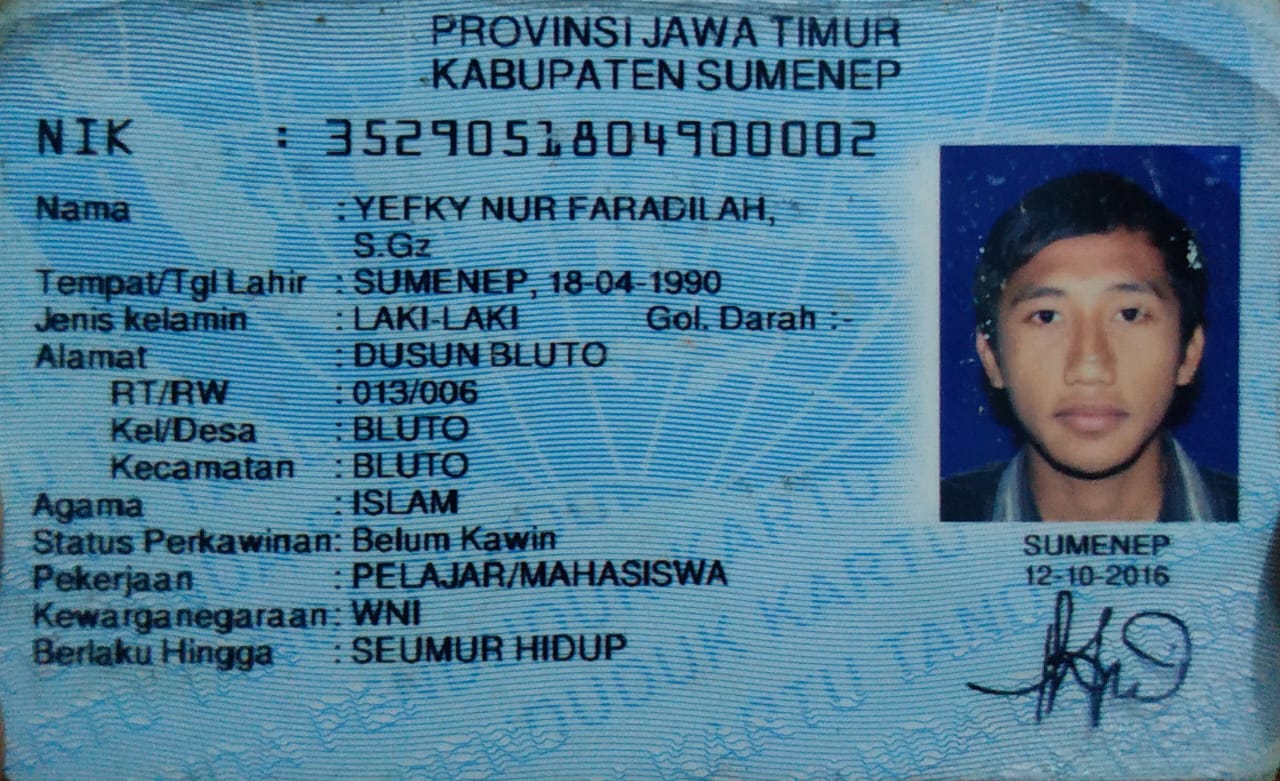 PROVINSI JAWA TIMUR
KABUPATEN SUMENEP
NIK : 3529051804900002
Nama : YEFKY NUR FARADILAH,
S.Gz
Tempat/Tgl Lahir : SUMENEP, 18-04-1990
Jenis kelamin : LAKI-LAKI Gol. Darah :-
Alamat : DUSUN BLUTO
RT/RW : 013/006
Kel/Desa : BLUTO
Kecamatan : BLUTO
Agama : ISLAM
Status Perkawinan: Belum Kawin
Pekerjaan : PELAJAR/MAHASISWA
Kewarganegaraan: WNI
Berlaku Hingga : SEUMUR HIDUP
SUMENEP
12-10-2016